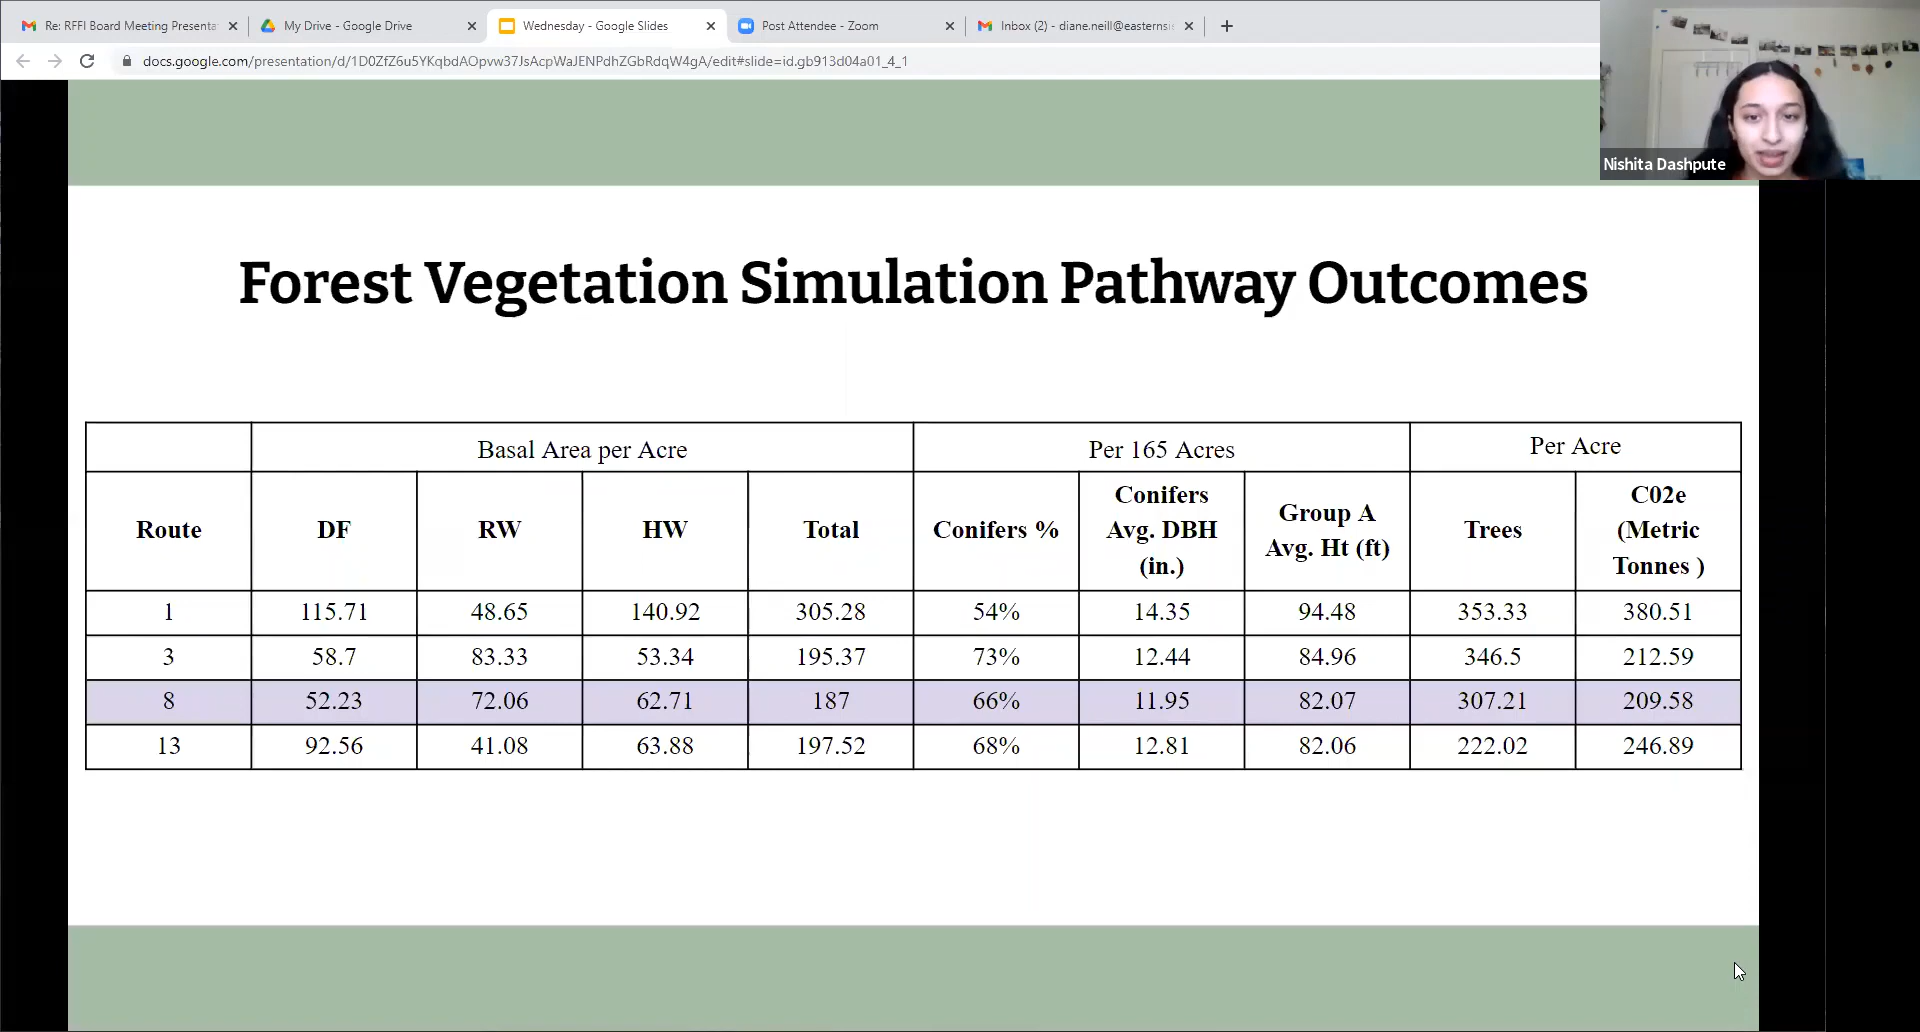 Re: RFFI Board Meeting Presenta
My Drive - Google Drive
Wednesday - Google Slides
Post Attendee - Zoom
Inbox (2) - diane.neill@easternsi
docs.google.com/presentation/d/1D0ZfZ6u5YKqbdAOpvw37JsAcpWaJENPdhZGbRdqW4gA/edit#slide=id.gb913d04a01_4_1
Nishita Dashpute
Forest Vegetation Simulation Pathway Outcomes
Basal Area per Acre Per 165 Acres Per Acre
Route DF RW HW Total Conifers % Conifers Avg. DBH (in.) Group A Avg. Ht (ft) Trees C02e (Metric Tonnes )
1 115.71 48.65 140.92 305.28 54% 14.35 94.48 353.33 380.51
3 58.7 83.33 53.34 195.37 73% 12.44 84.96 346.5 212.59
8 52.23 72.06 62.71 187 66% 11.95 82.07 307.21 209.58
13 92.56 41.08 63.88 197.52 68% 12.81 82.06 222.02 246.89